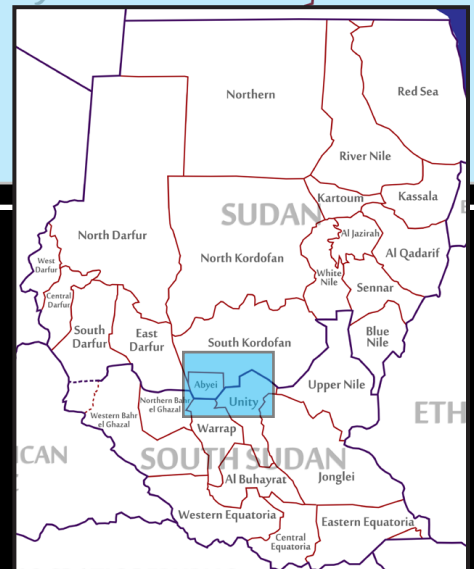 Northern
Red Sea
River Nile
Kartoum
Kassala
SUDAN
Al Jazirah
North Darfur
North Kordofan
Al Qadarif
West
Darfur
White
Nile
Sennar
Central
Darfur
South
Darfur
East
Darfur
South Kordofan
Blue
Nile
Abyei
Unity
Upper Nile
Northern Bahr
el Ghazal
Western Bahr
el Ghazal
Warrap
ETH
ICAN
SOUTH SUDAN
Al Buhayrat
Jonglei
Western Equatoria
Eastern Equatoria
Central
Equatoria